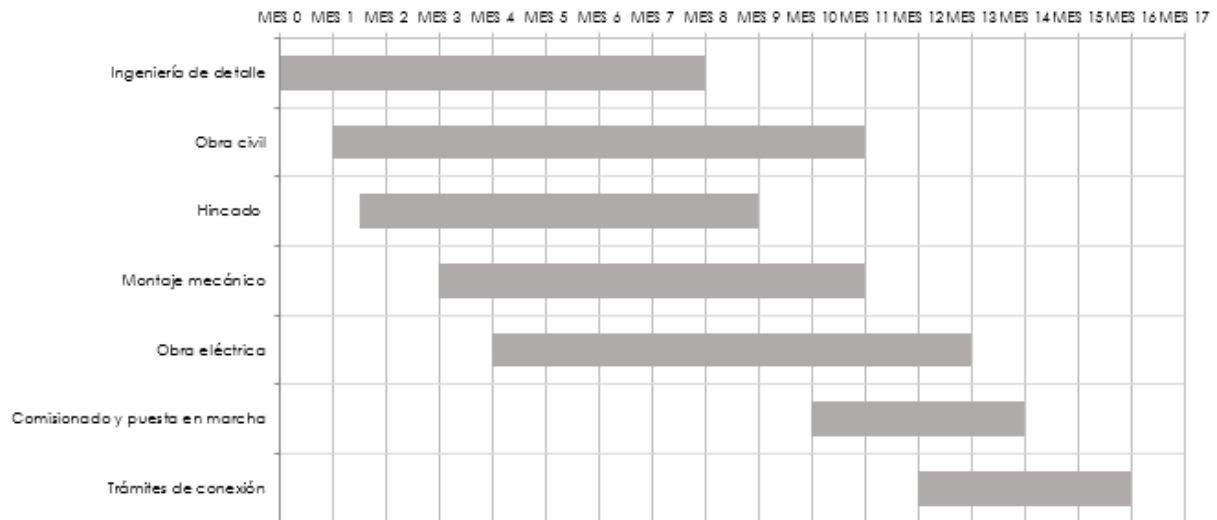 MES 0 MES 1 MES 2 MES 3 MES 4 MES 5 MES 6 MES 7 MES 8 MES 9 MES 10 MES 11 MES 12 MES 13 MES 14 MES 15 MES 16 MES 17
Ingeniería de detalle
Obra civil
Hincado
Montaje mecánico
Obra eléctrica
Comisionado y puesta en marcha
Trámites de conexión